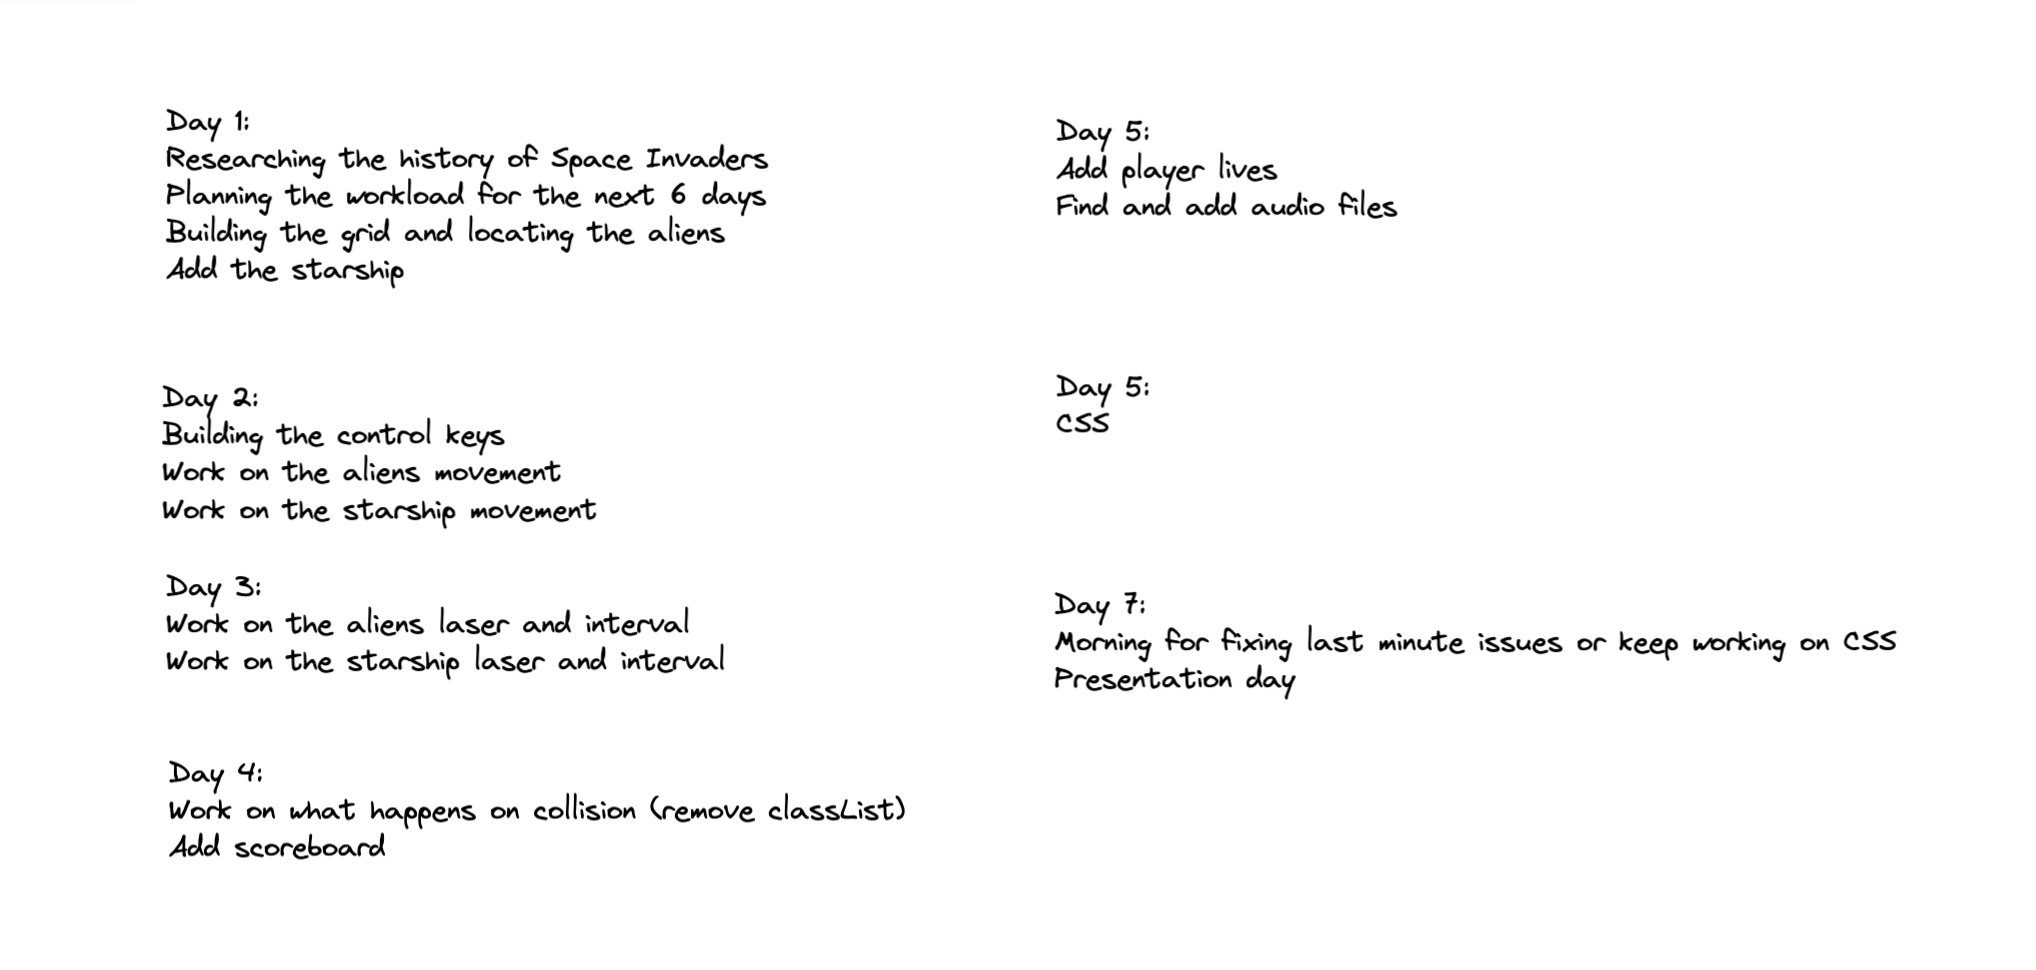 Day 1:
Researching the history of Space Invaders
Planning the workload for the next 6 days
Building the grid and locating the aliens
Add the starship
Day 2:
Building the control keys
Work on the aliens movement
Work on the starship movement
Day 3:
Work on the aliens laser and interval
Work on the starship laser and interval
Day 4:
Work on what happens on collision (remove classList)
Add scoreboard
Day 5:
Add player lives
Find and add audio files
Day 5:
CSS
Day 7:
Morning for fixing last minute issues or keep working on CSS
Presentation day